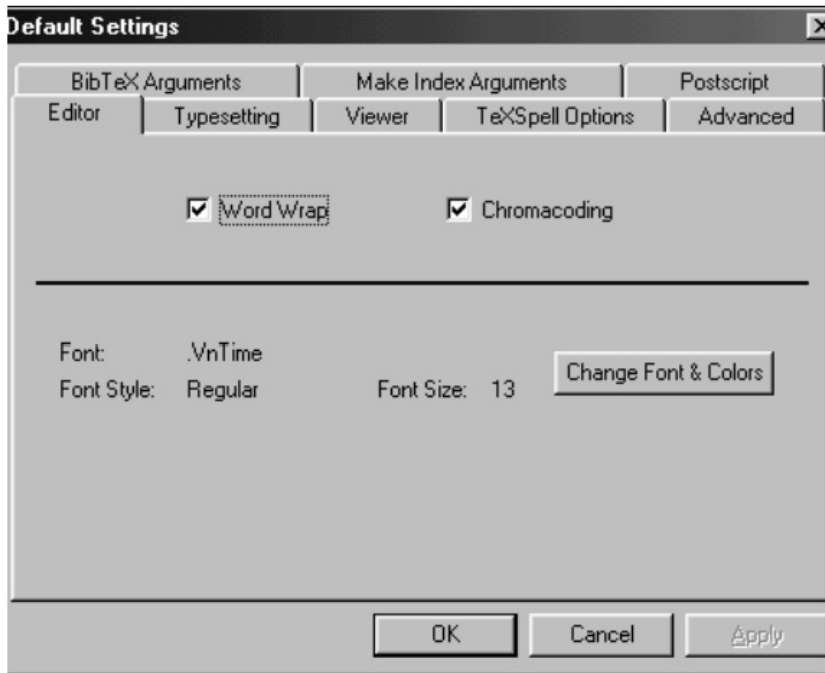 Default Settings
BibTeX Arguments Make Index Arguments Postscript
Editor Typesetting Viewer TeXSpell Options Advanced
Word Wrap Chromacoding
Font: .VnTime
Change Font & Colors
Font Style: Regular Font Size: 13
OK Cancel Apply